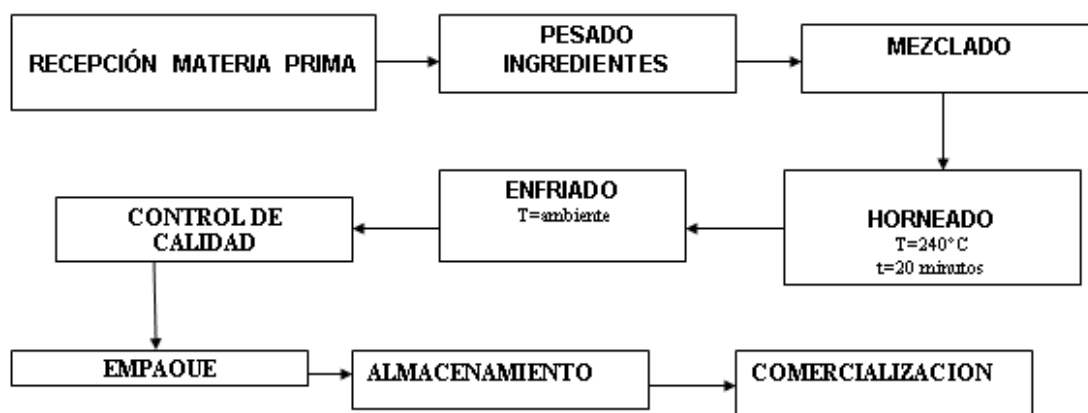 RECEPCIÓN MATERIA PRIMA
PESADO
INGREDIENTES
MEZCLADO
HORNEADO
T=240°C
t=20 minutos
ENFRIADO
T=ambiente
CONTROL DE
CALIDAD
EMPAQUE
ALMACENAMIENTO
COMERCIALIZACION